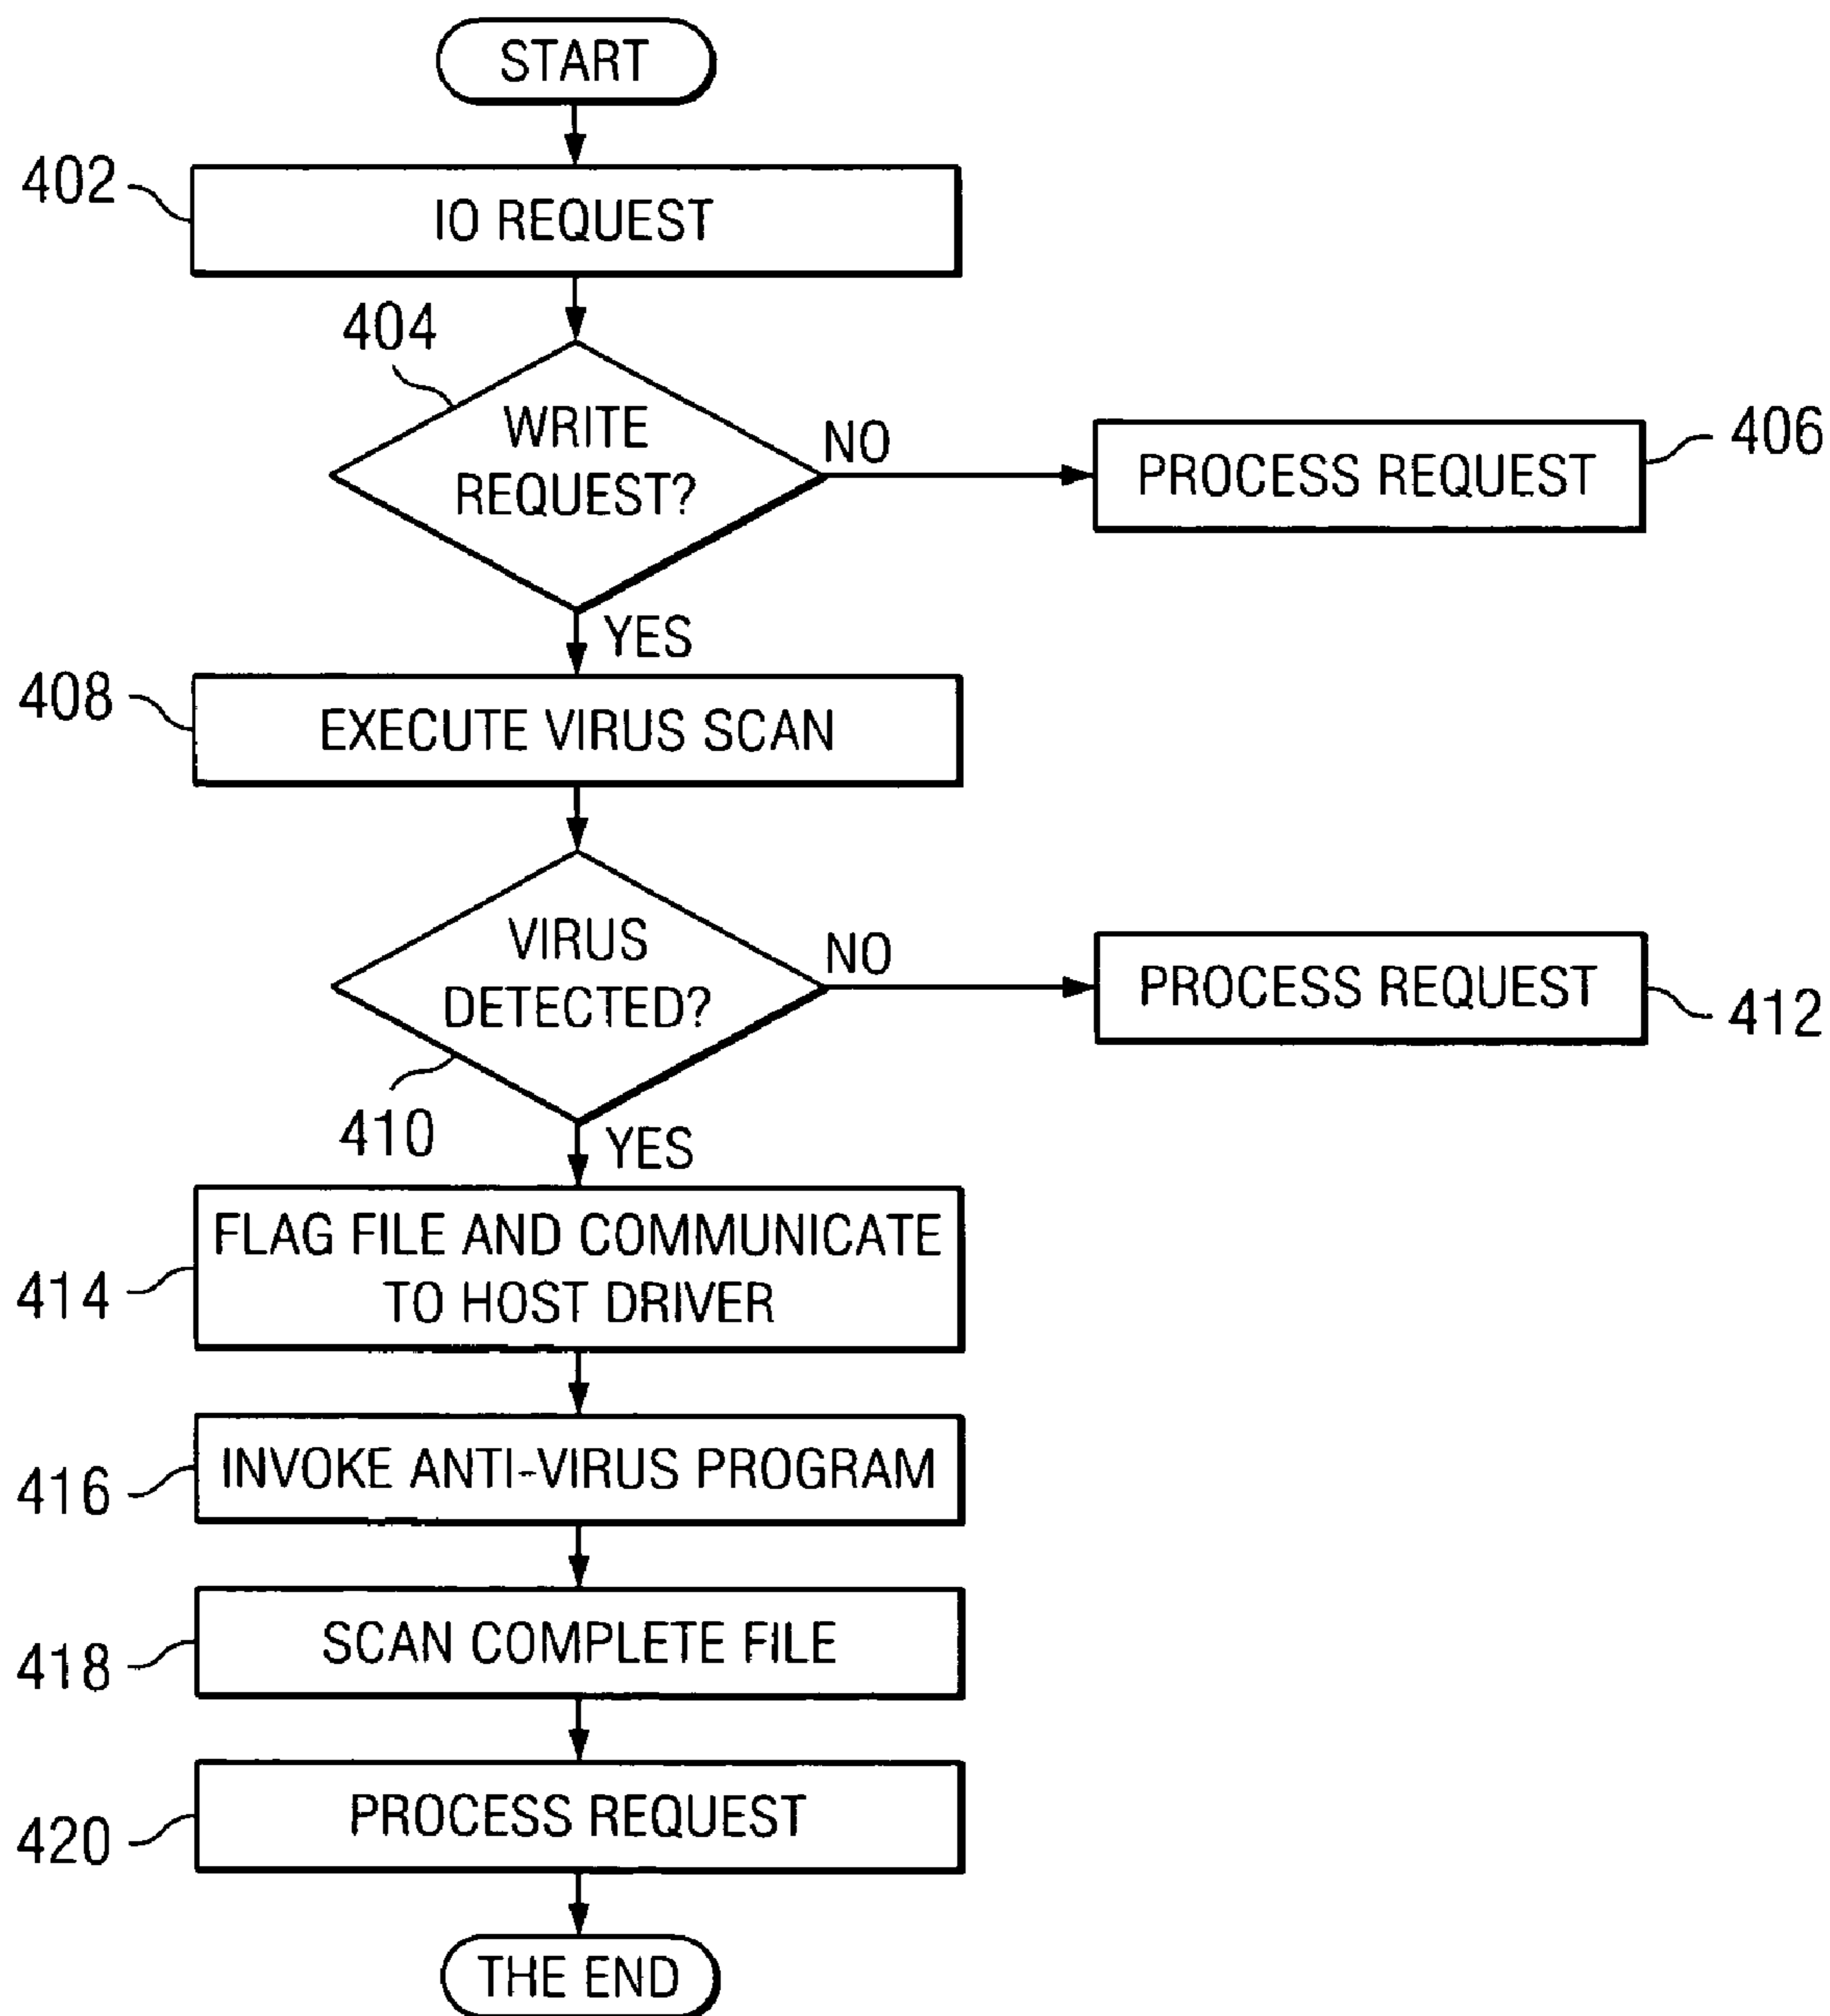 START
402
IO REQUEST
404
WRITE
REQUEST?
NO
PROCESS REQUEST
406
YES
408
EXECUTE VIRUS SCAN
VIRUS
DETECTED?
NO
PROCESS REQUEST
412
410
YES
FLAG FILE AND COMMUNICATE
TO HOST DRIVER
414
INVOKE ANTI-VIRUS PROGRAM
416
SCAN COMPLETE FILE
418
PROCESS REQUEST
420
THE END